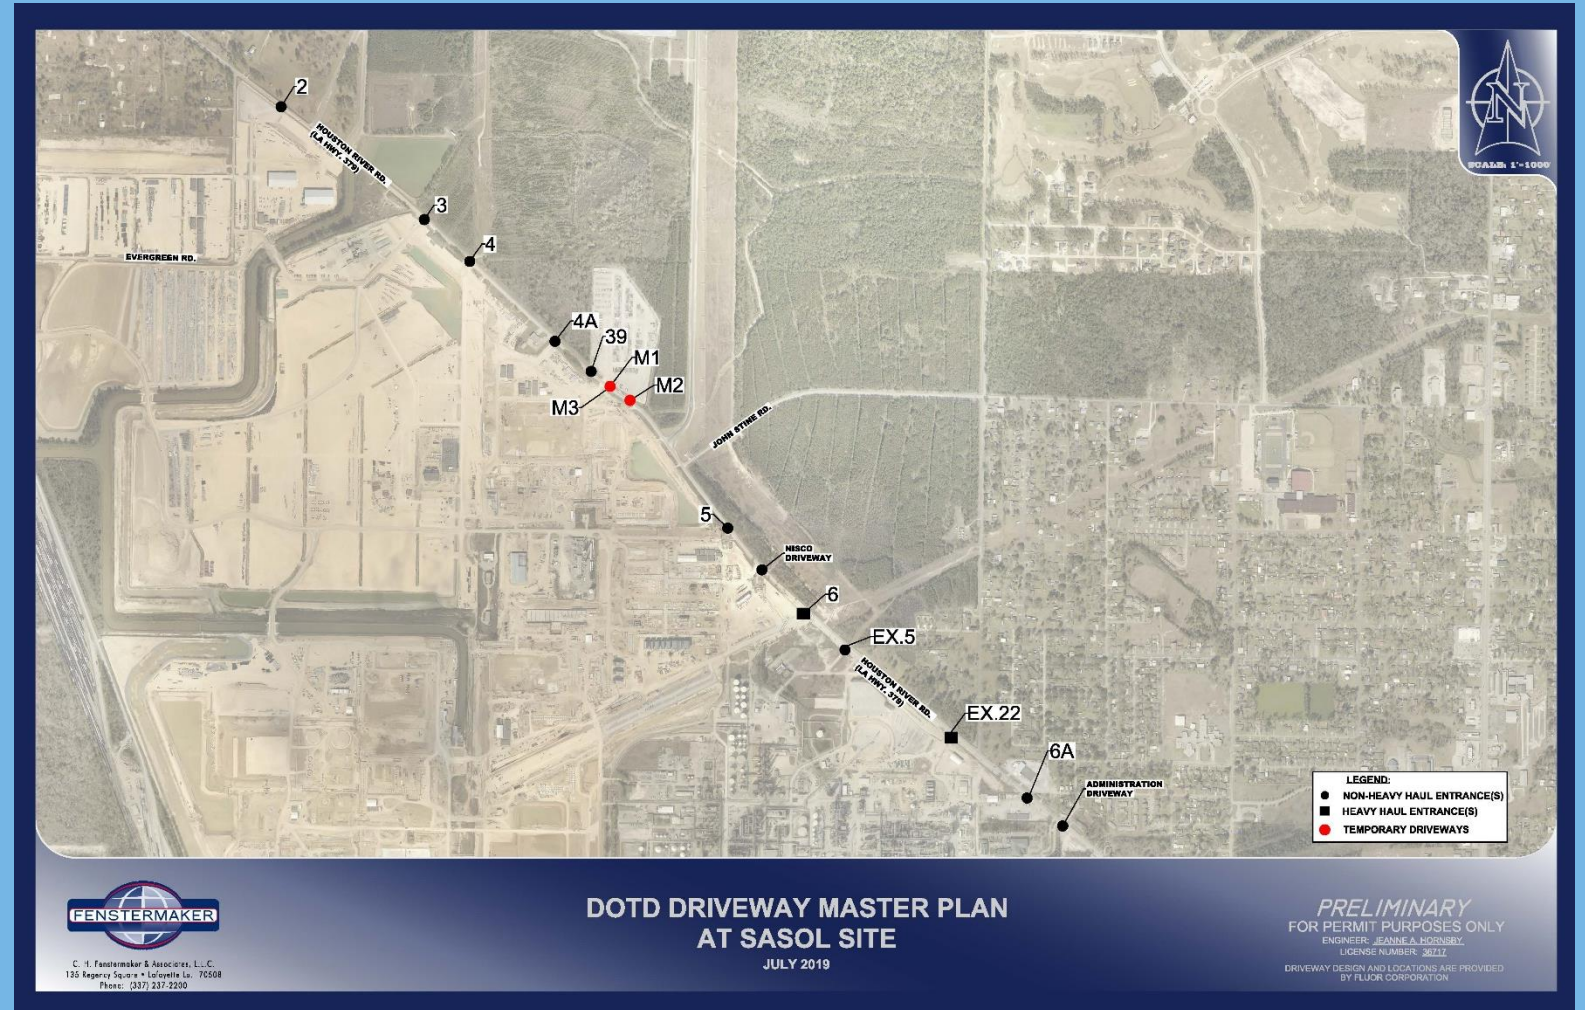 2
HOUSTON RIVER RD.
(LA HWY. 379)
N
SCALE: 1"=1000'
3
4
EVERGREEN RD.
4A
39
M1
M2
M3
JOHN STINE RD.
5
NISCO
DRIVEWAY
6
EX.5
HOUSTON RIVER RD.
(LA HWY. 379)
EX.22
6A
ADMINISTRATION
DRIVEWAY
LEGEND:
NON-HEAVY HAUL ENTRANCE(S)
HEAVY HAUL ENTRANCE(S)
TEMPORARY DRIVEWAYS
FENSTERMAKER
C. H. Fenstermaker & Associates, L.L.C.
135 Regency Square • Lafayette La. 70508
Phone: (337) 237-2200
DOTD DRIVEWAY MASTER PLAN
AT SASOL SITE
JULY 2019
PRELIMINARY
FOR PERMIT PURPOSES ONLY
ENGINEER: JEANNE A. HORNSBY
LICENSE NUMBER: 36717
DRIVEWAY DESIGN AND LOCATIONS ARE PROVIDED
BY FLUOR CORPORATION